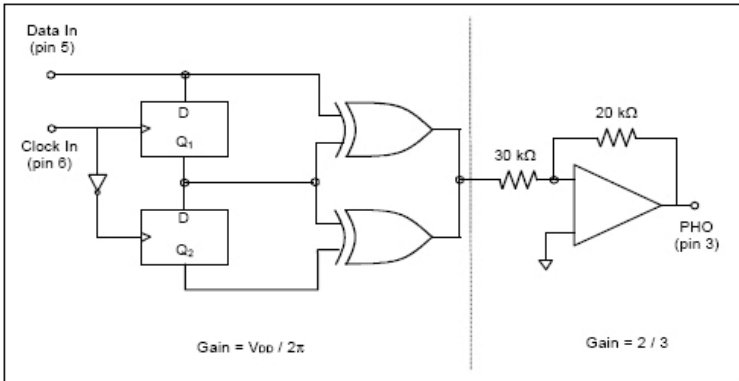 Data In
(pin 5)
Clock In
(pin 6)
D
Q1
D
Q2
30 kΩ
20 kΩ
PHO
(pin 3)
Gain = VDD / 2π
Gain = 2 / 3